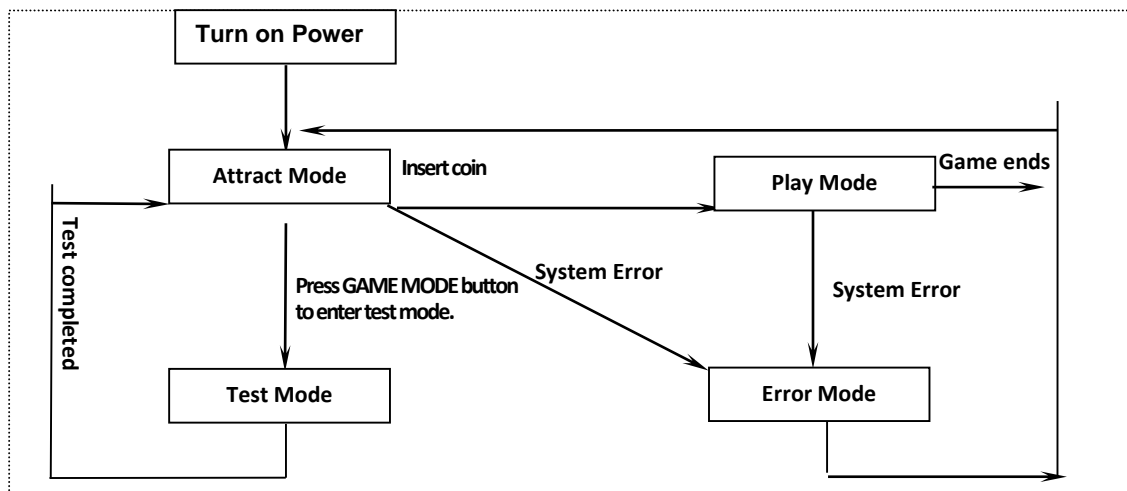 Turn on Power
Attract Mode
Insert coin
Play Mode
Game ends
Test completed
Press GAME MODE button
to enter test mode.
System Error
System Error
Test Mode
Error Mode